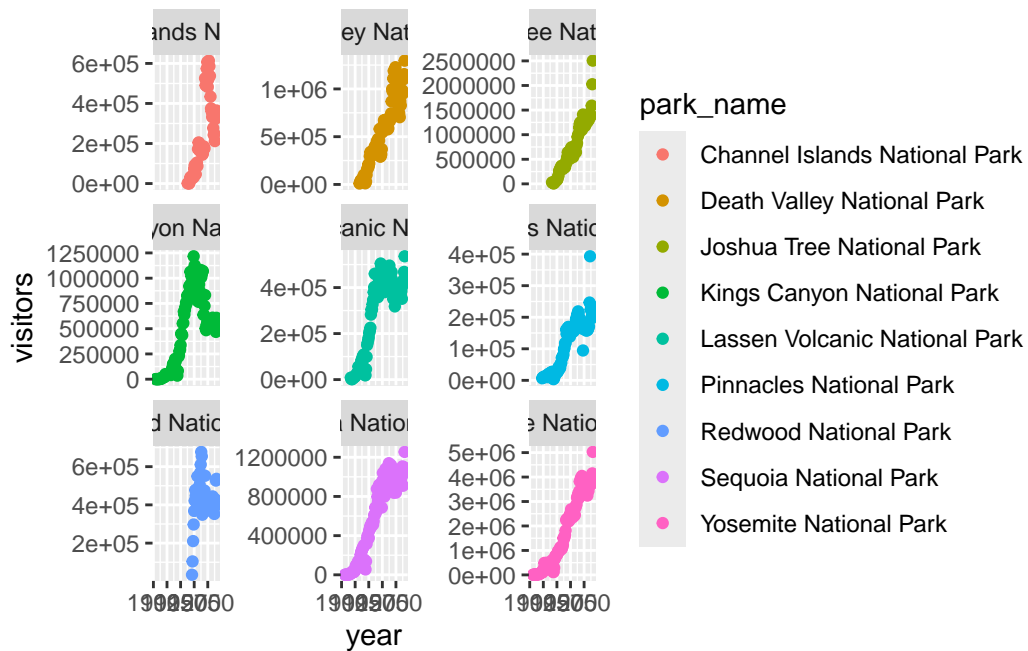 ands N
ey Nat
ee Nat
6e+05
4e+05
2e+05
0e+00
1e+06
5e+05
0e+00
2500000
2000000
1500000
1000000
500000
0
yon Na
canic N
s Natio
1250000
1000000
750000
500000
250000
0
4e+05
2e+05
0e+00
4e+05
3e+05
2e+05
1e+05
0e+00
d Natio
a Nation
e Natio
6e+05
4e+05
2e+05
1200000
800000
400000
0
5e+06
4e+06
3e+06
2e+06
1e+06
0e+00
visitors
year
park_name
Channel Islands National Park
Death Valley National Park
Joshua Tree National Park
Kings Canyon National Park
Lassen Volcanic National Park
Pinnacles National Park
Redwood National Park
Sequoia National Park
Yosemite National Park